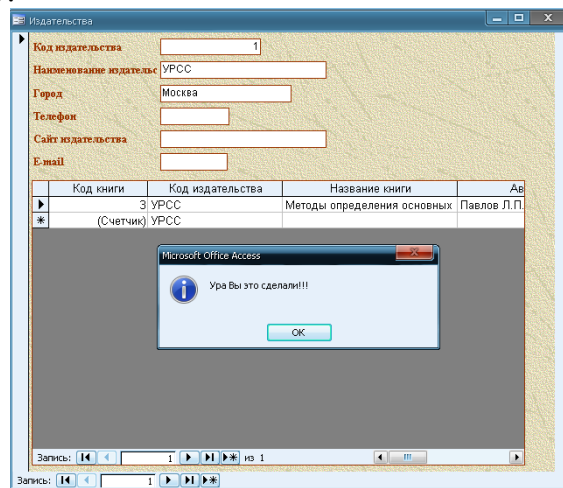 Издательства
Код издательства 1
Наименование издательс УРСС
Город Москва
Телефон
Сайт издательства
E-mail
Код книги Код издательства Название книги Ав
3 УРСС Методы определения основных Павлов Л.П.
(Счетчик) УРСС
Microsoft Office Access
Ура Вы это сделали!!!
OK
Запись: 1 из 1
Запись: 1